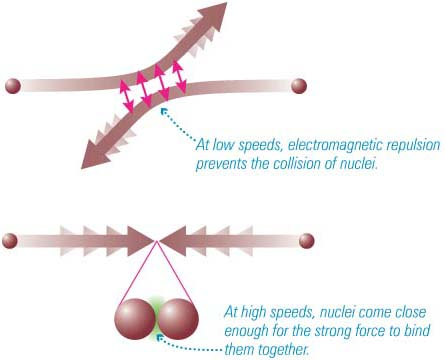 At low speeds, electromagnetic repulsion
prevents the collision of nuclei.
At high speeds, nuclei come close
enough for the strong force to bind
them together.